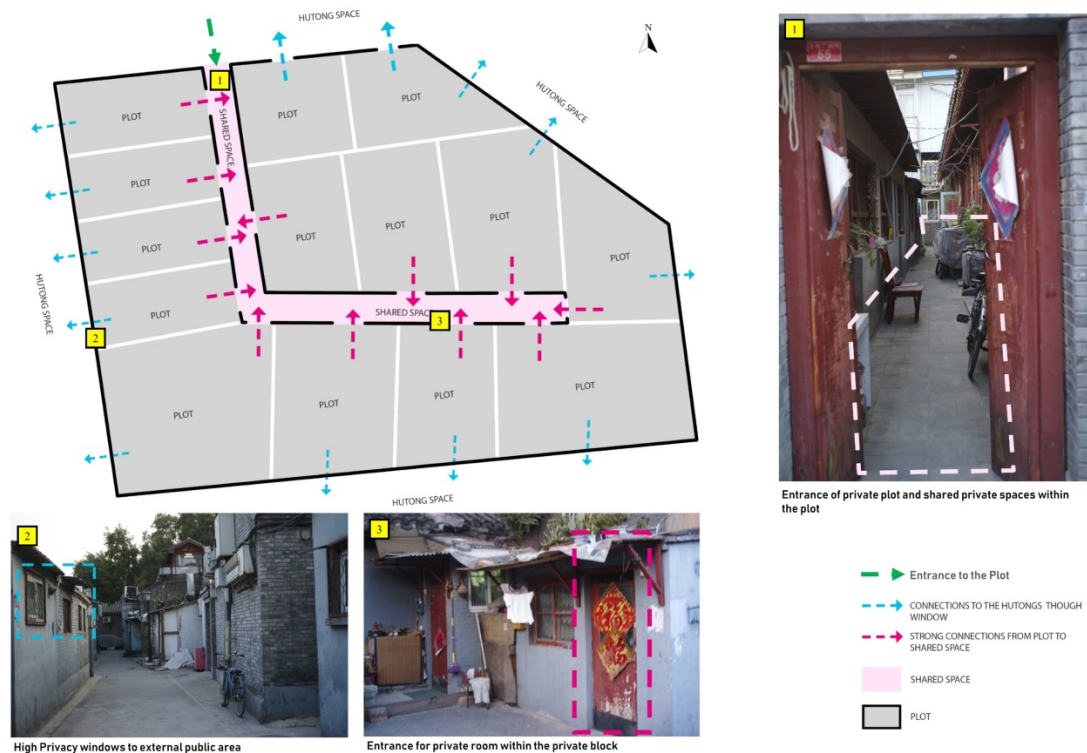 HUTONG SPACE
N
1
PLOT
PLOT
PLOT
SHARED SPACE
HUTONG SPACE
PLOT
PLOT
PLOT
PLOT
PLOT
PLOT
HUTONG SPACE
PLOT
SHARED SPACE
3
2
PLOT
PLOT
PLOT
PLOT
HUTONG SPACE
1
55
Entrance of private plot and shared private spaces within
the plot
2
High Privacy windows to external public area
3
福
Entrance for private room within the private block
Entrance to the Plot
CONNECTIONS TO THE HUTONGS THOUGH
WINDOW
STRONG CONNECTIONS FROM PLOT TO
SHARED SPACE
SHARED SPACE
PLOT